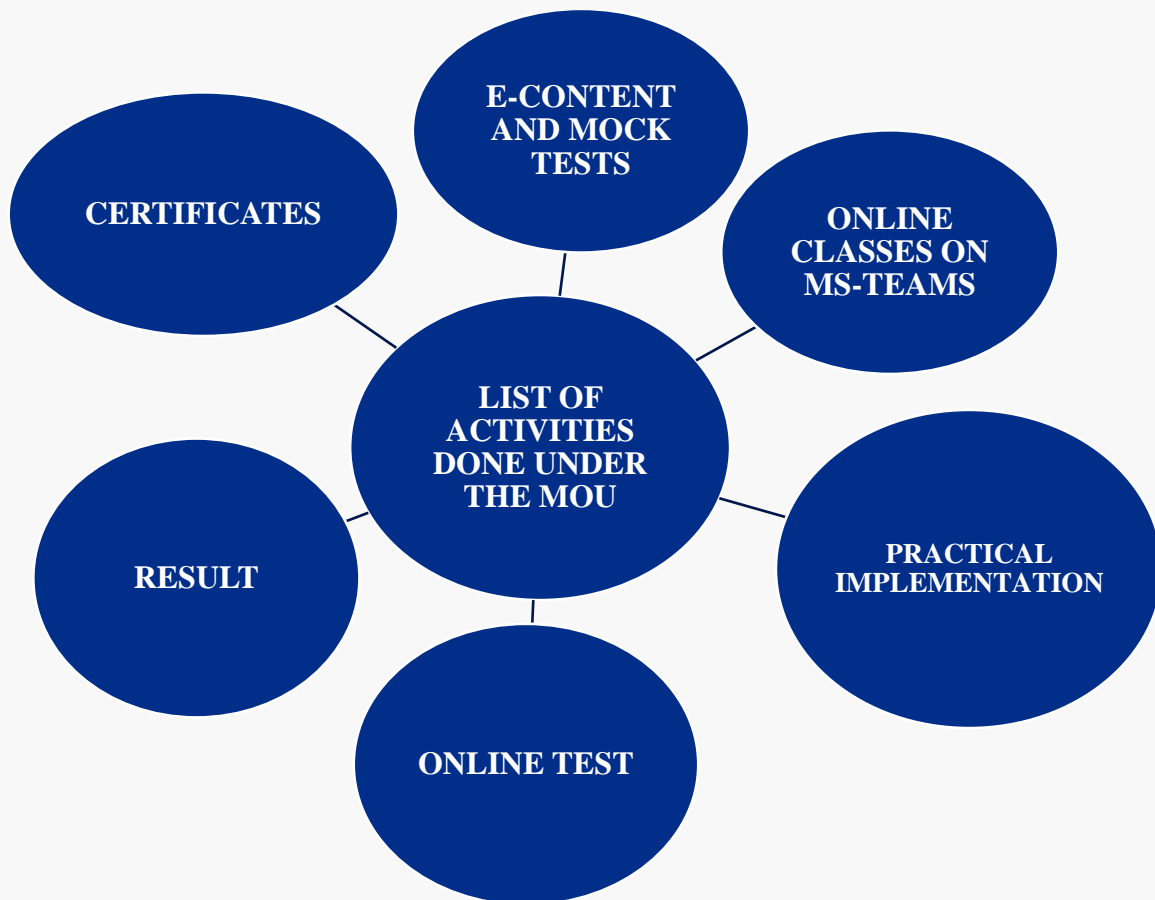 E-CONTENT
AND MOCK
TESTS
CERTIFICATES
ONLINE
CLASSES ON
MS-TEAMS
LIST OF
ACTIVITIES
DONE UNDER
THE MOU
PRACTICAL
IMPLEMENTATION
RESULT
ONLINE TEST